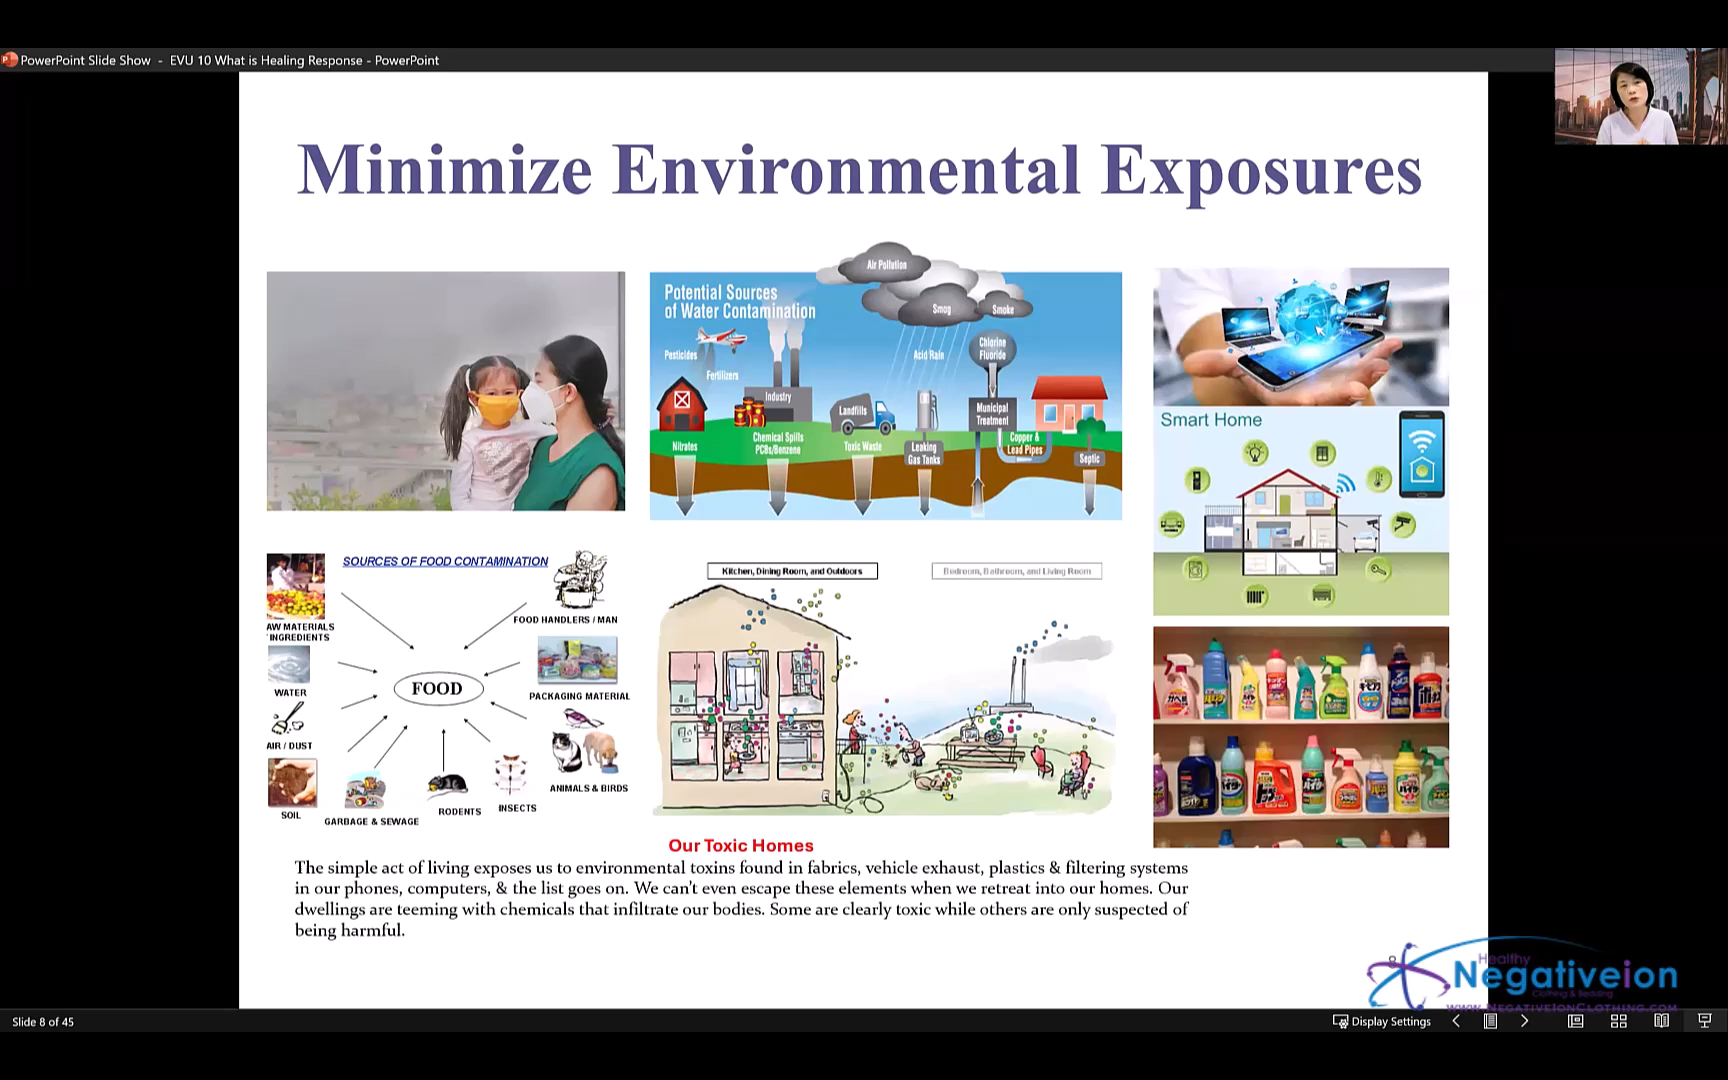 PowerPoint Slide Show - EVU 10 What is Healing Response - PowerPoint
Minimize Environmental Exposures
Potential Sources
of Water Contamination
Air Pollution
Smog
Smoke
Pesticides
Fertilizers
Acid Rain
Chlorine
Fluoride
Industry
Landfills
Municipal
Treatment
Nitrates
Chemical Spills
PCBs/Benzene
Toxic Waste
Leaking
Gas Tanks
Copper &
Lead Pipes
Septic
Smart Home
SOURCES OF FOOD CONTAMINATION
FOOD HANDLERS / MAN
AW MATERIALS
INGREDIENTS
WATER
FOOD
PACKAGING MATERIAL
AIR / DUST
ANIMALS & BIRDS
SOIL
GARBAGE & SEWAGE
RODENTS
INSECTS
Kitchen, Dining Room, and Outdoors
Bedroom, Bathroom, and Living Room
Our Toxic Homes
The simple act of living exposes us to environmental toxins found in fabrics, vehicle exhaust, plastics & filtering systems
in our phones, computers, & the list goes on. We can't even escape these elements when we retreat into our homes. Our
dwellings are teeming with chemicals that infiltrate our bodies. Some are clearly toxic while others are only suspected of
being harmful.
8
Healthy
Negativeion
Clothing & Bedding
www.NegativeIonClothing.com
Slide 8 of 45
Display Settings